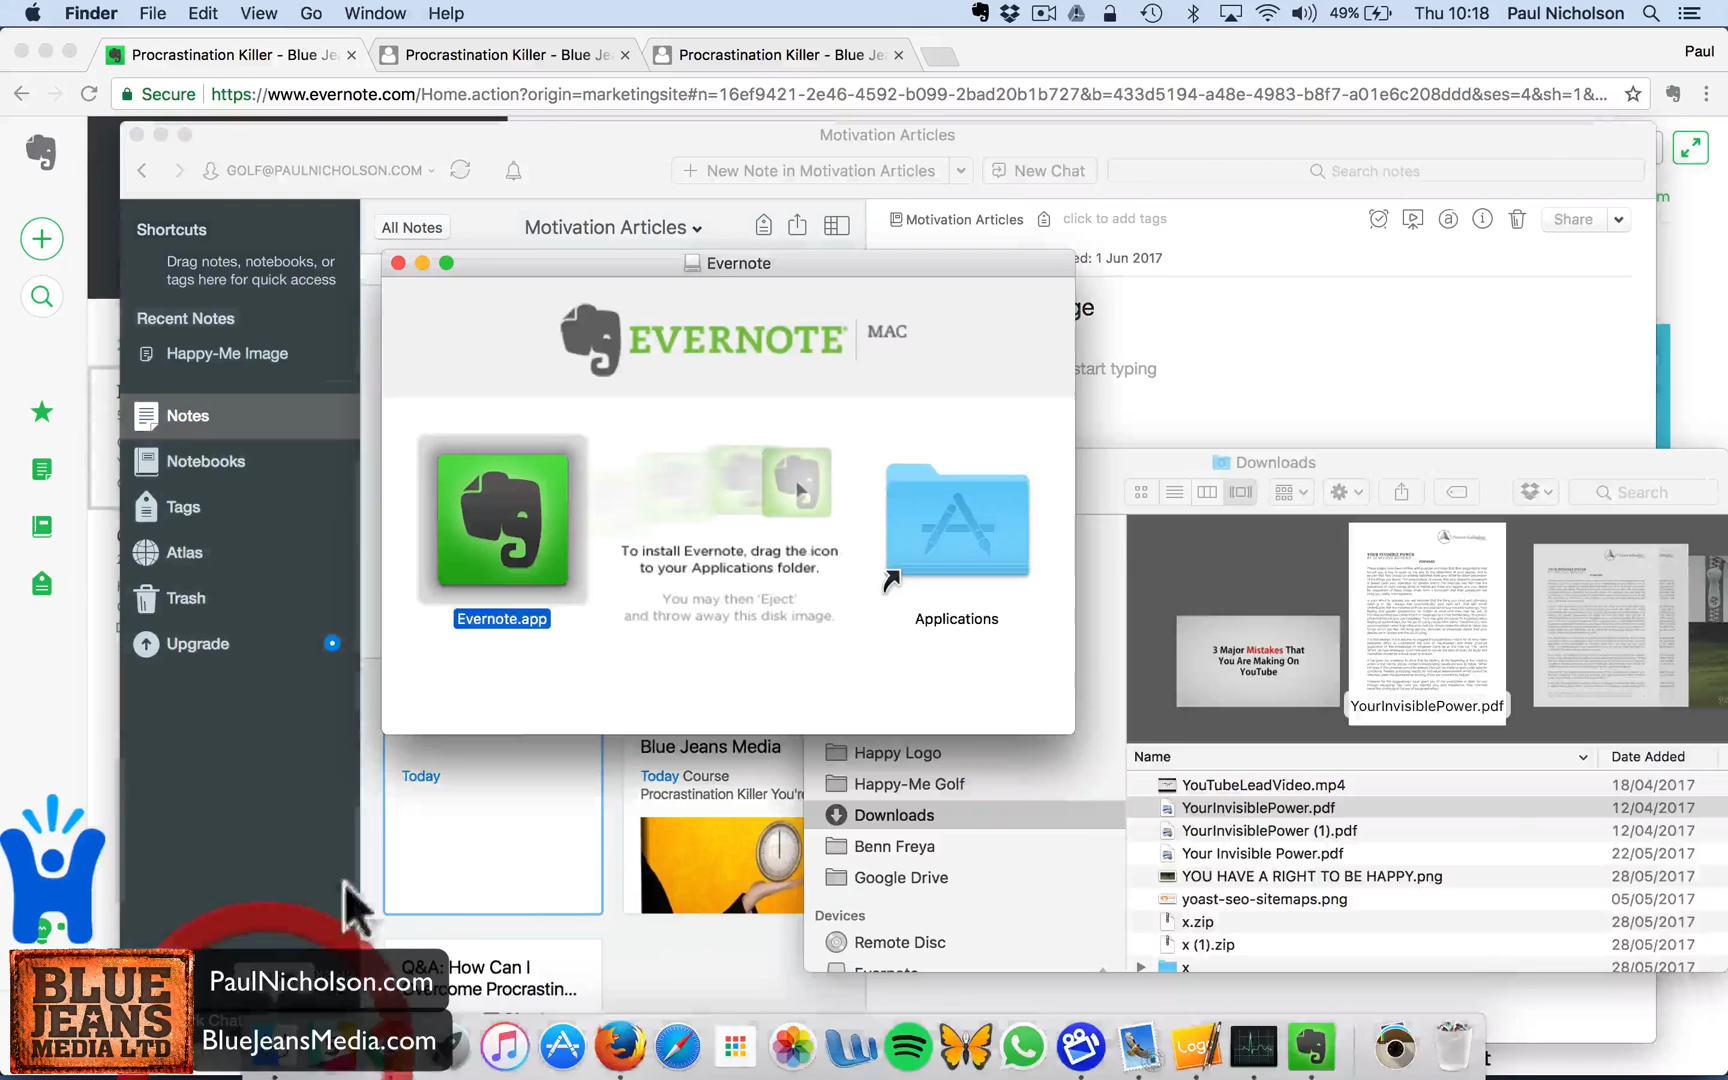 Finder File Edit View Go Window Help
49% Thu 10:18 Paul Nicholson
Procrastination Killer - Blue Je
Procrastination Killer - Blue Je
Procrastination Killer - Blue Je
Paul
Secure https://www.evernote.com/Home.action?origin=marketingsite#n=16ef9421-2e46-4592-b099-2bad20b1b727&b=433d5194-a48e-4983-b8f7-a01e6c208ddd&ses=4&sh=1&...
Motivation Articles
GOLF@PAULNICHOLSON.COM
New Note in Motivation Articles
New Chat
Search notes
Shortcuts
Drag notes, notebooks, or
tags here for quick access
Recent Notes
Happy-Me Image
Notes
Notebooks
Tags
Atlas
Trash
Upgrade
All Notes
Motivation Articles
Motivation Articles
click to add tags
Share
ed: 1 Jun 2017
ge
start typing
Evernote
EVERNOTE MAC
To install Evernote, drag the icon
to your Applications folder.
You may then 'Eject'
and throw away this disk image.
Evernote.app
Applications
Today
Blue Jeans Media
Today Course
Procrastination Killer You're
Q&A: How Can I
come Procrastin...
Downloads
Search
3 Major Mistakes That
You Are Making On
YouTube
YourInvisiblePower.pdf
Happy Logo
Happy-Me Golf
Downloads
Benn Freya
Google Drive
Devices
Remote Disc
Evernote
Name Date Added
YouTubeLeadVideo.mp4 18/04/2017
YourInvisiblePower.pdf 12/04/2017
YourInvisiblePower (1).pdf 12/04/2017
Your Invisible Power.pdf 22/05/2017
YOU HAVE A RIGHT TO BE HAPPY.png 28/05/2017
yoast-seo-sitemaps.png 05/05/2017
x.zip 28/05/2017
x (1).zip 28/05/2017
x 28/05/2017
BLUE
JEANS
MEDIA LTD
PaulNicholson.com
BlueJeansMedia.com